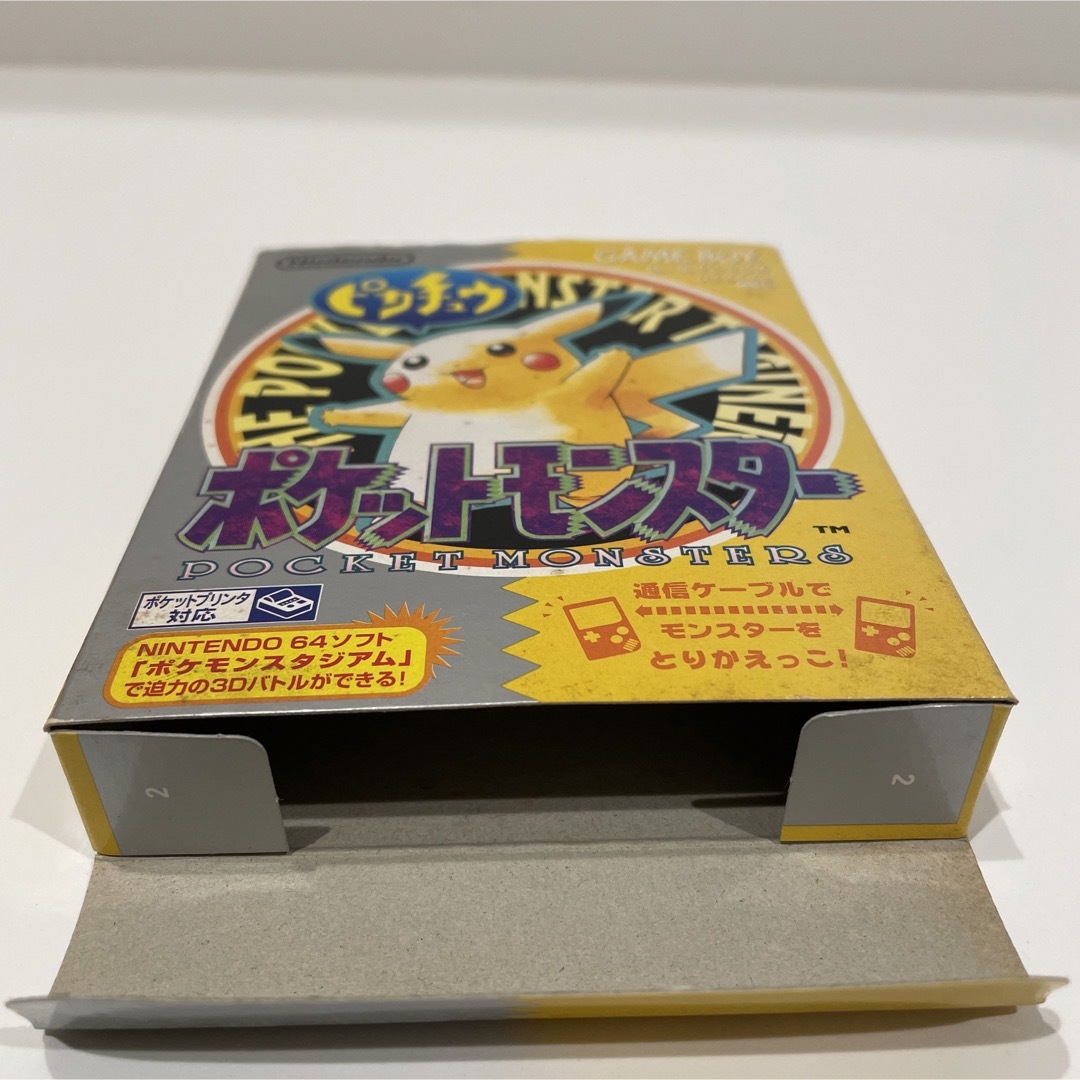 Nintendo
GAME BOY
ピカチュウ
THE POCKET MONSTER TRAINER
ポケットモンスター
TM
POCKET MONSTERS
ポケットプリンタ
対応
NINTENDO 64ソフト
「ポケモンスタジアム」
で迫力の3Dバトルができる!
通信ケーブルで
モンスターを
とりかえっこ!
2
2